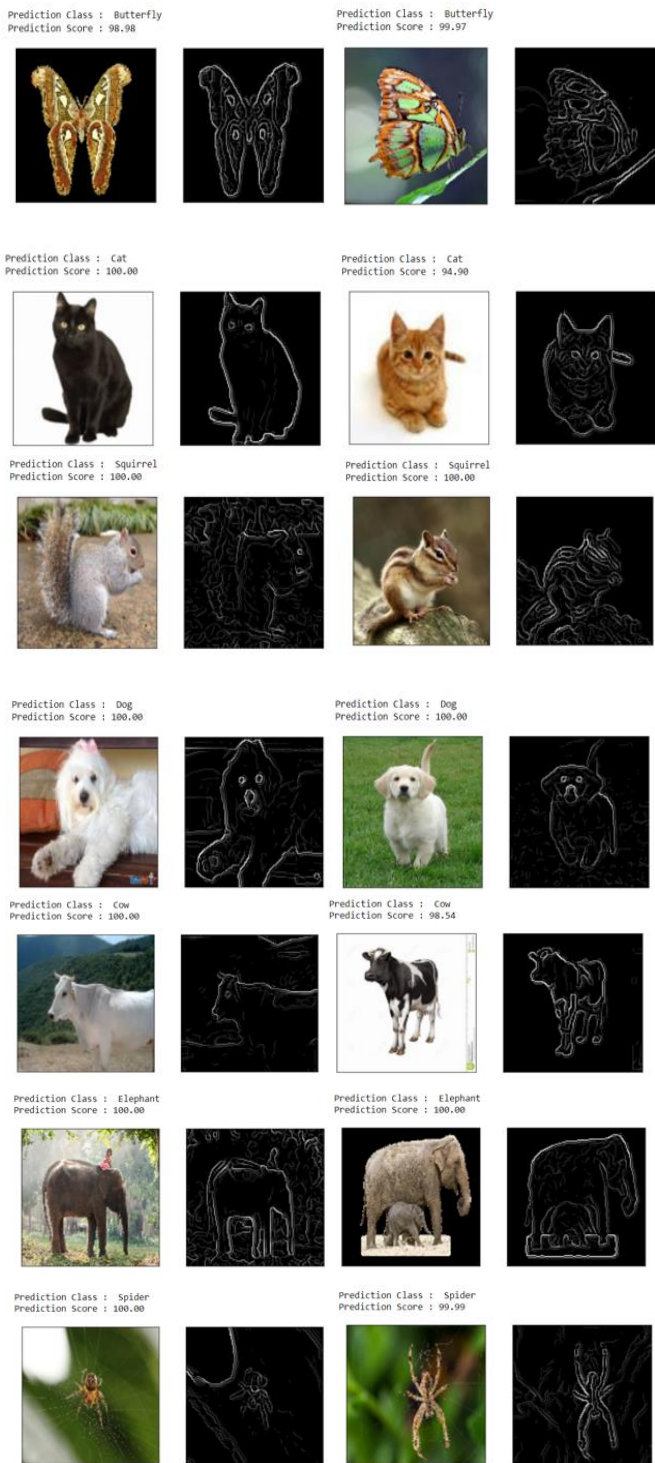 Prediction Class :  Butterfly
Prediction Score : 98.98
Prediction Class :  Butterfly
Prediction Score : 99.97
Prediction Class :  Cat
Prediction Score : 100.00
Prediction Class :  Cat
Prediction Score : 94.90
Prediction Class :  Squirrel
Prediction Score : 100.00
Prediction Class :  Squirrel
Prediction Score : 100.00
Prediction Class :  Dog
Prediction Score : 100.00
Prediction Class :  Dog
Prediction Score : 100.00
Prediction Class :  Cow
Prediction Score : 100.00
Prediction Class :  Cow
Prediction Score : 98.54
Prediction Class :  Elephant
Prediction Score : 100.00
Prediction Class :  Elephant
Prediction Score : 100.00
Prediction Class :  Spider
Prediction Score : 100.00
Prediction Class :  Spider
Prediction Score : 99.99